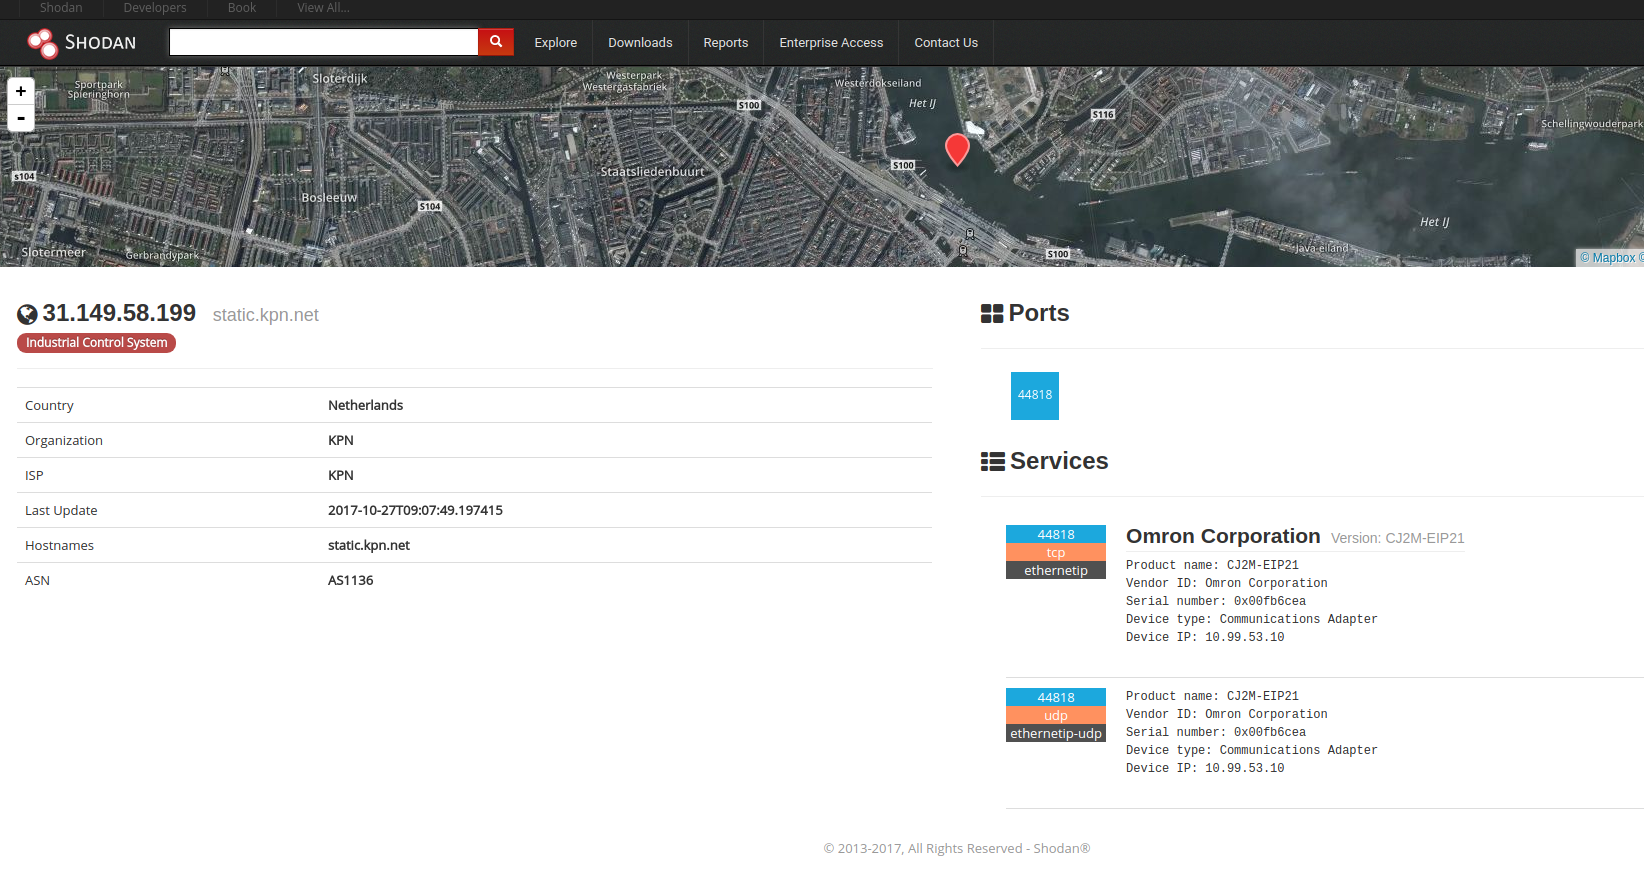 Shodan Developers Book View All...
SHODAN Explore Downloads Reports Enterprise Access Contact Us
+
-
Sportpark
Spieringhorn
Sloterdijk
Westerpark
Westergasfabriek
S100
Westerdokseiland
Het IJ
S116
Schellingwouderpark
s104
Bosleeuw
S104
Staatsliedenbuurt
S100
Het IJ
Slotermeer
Gerbrandypark
S100
Java-eiland
© Mapbox ©
31.149.58.199 static.kpn.net
Industrial Control System
Country Netherlands
Organization KPN
ISP KPN
Last Update 2017-10-27T09:07:49.197415
Hostnames static.kpn.net
ASN AS1136
Ports
44818
Services
44818
tcp
ethernetip
Omron Corporation Version: CJ2M-EIP21
Product name: CJ2M-EIP21
Vendor ID: Omron Corporation
Serial number: 0x00fb6cea
Device type: Communications Adapter
Device IP: 10.99.53.10
44818
udp
ethernetip-udp
Product name: CJ2M-EIP21
Vendor ID: Omron Corporation
Serial number: 0x00fb6cea
Device type: Communications Adapter
Device IP: 10.99.53.10
© 2013-2017, All Rights Reserved - Shodan®